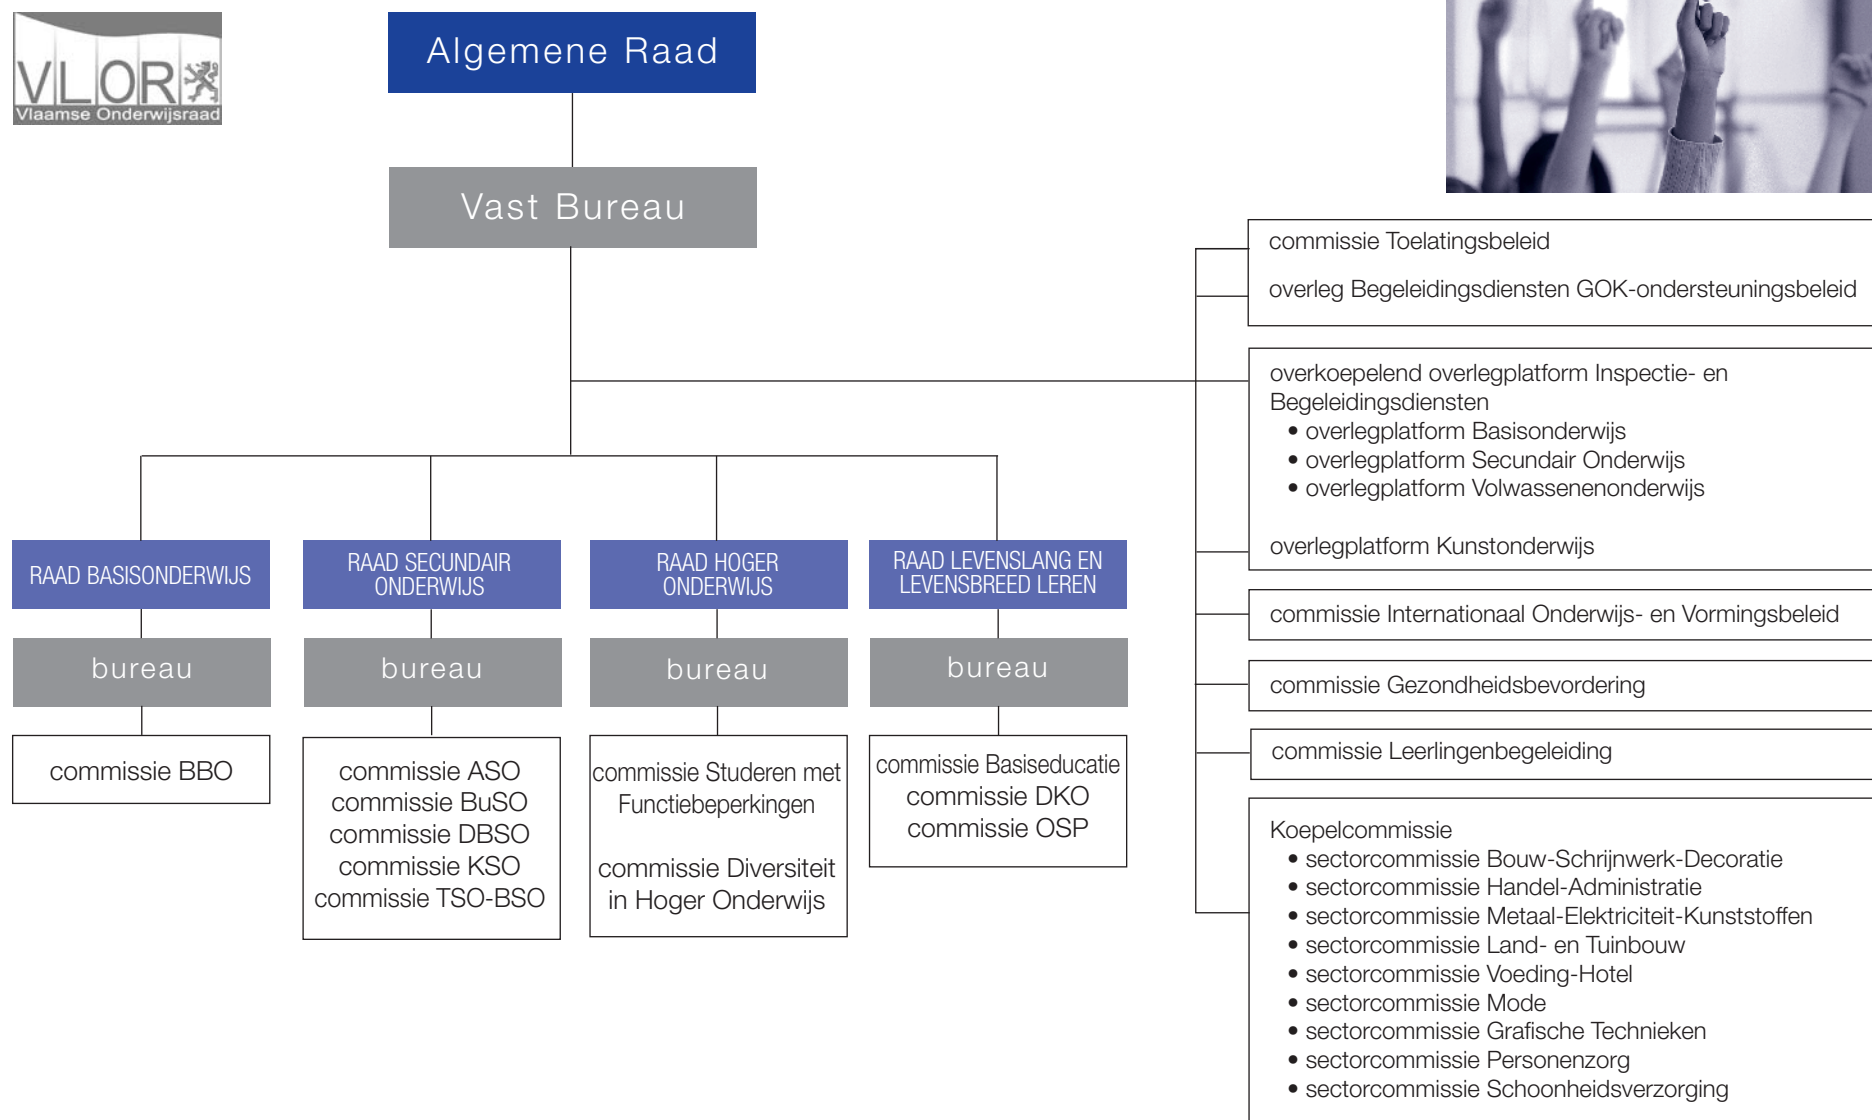 VLOR
Vlaamse Onderwijsraad
Algemene Raad
Vast Bureau
RAAD BASISONDERWIJS
bureau
commissie BBO
RAAD SECUNDAIR
ONDERWIJS
bureau
commissie ASO
commissie BuSO
commissie DBSO
commissie KSO
commissie TSO-BSO
RAAD HOGER
ONDERWIJS
bureau
commissie Studeren met
Functiebeperkingen
commissie Diversiteit
in Hoger Onderwijs
RAAD LEVENSLANG EN
LEVENSBREED LEREN
bureau
commissie Basiseducatie
commissie DKO
commissie OSP
commissie Toelatingsbeleid
overleg Begeleidingsdiensten GOK-ondersteuningsbeleid
overkoepelend overlegplatform Inspectie- en
Begeleidingsdiensten
• overlegplatform Basisonderwijs
• overlegplatform Secundair Onderwijs
• overlegplatform Volwassenenonderwijs
overlegplatform Kunstonderwijs
commissie Internationaal Onderwijs- en Vormingsbeleid
commissie Gezondheidsbevordering
commissie Leerlingenbegeleiding
Koepelcommissie
• sectorcommissie Bouw-Schrijnwerk-Decoratie
• sectorcommissie Handel-Administratie
• sectorcommissie Metaal-Elektriciteit-Kunststoffen
• sectorcommissie Land- en Tuinbouw
• sectorcommissie Voeding-Hotel
• sectorcommissie Mode
• sectorcommissie Grafische Technieken
• sectorcommissie Personenzorg
• sectorcommissie Schoonheidsverzorging